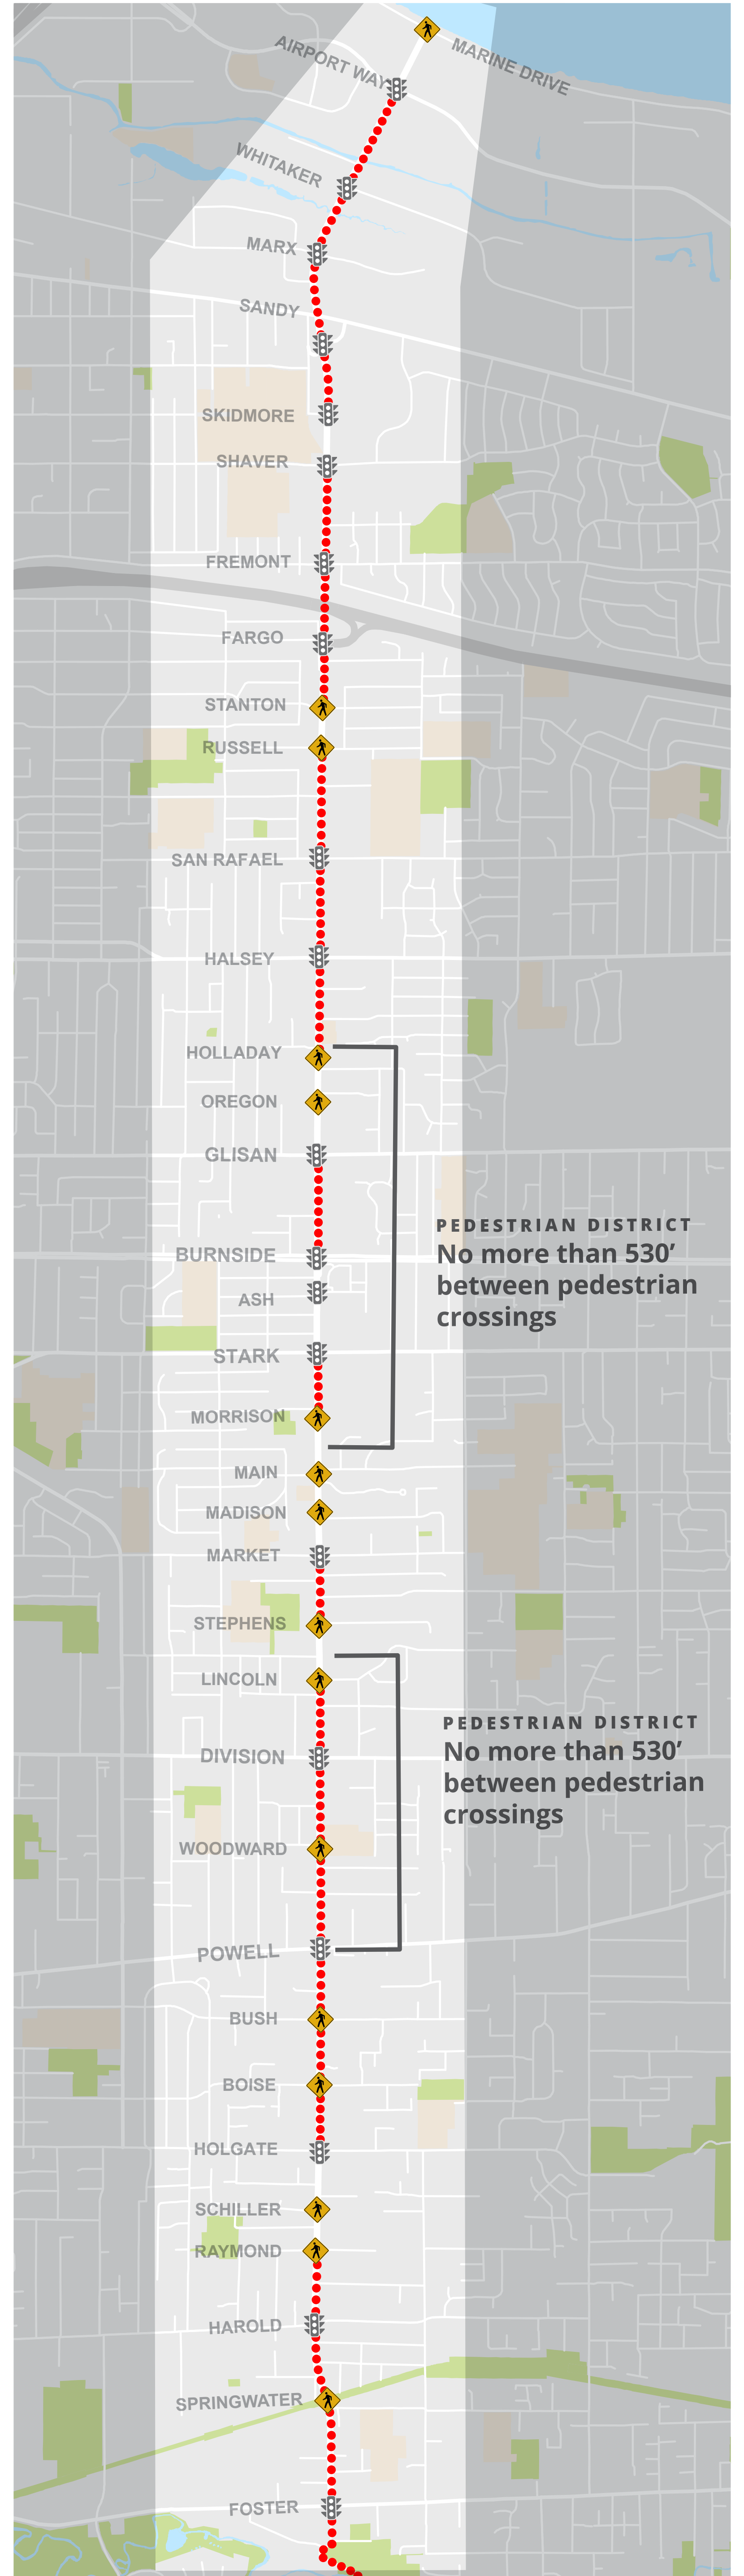 MARINE DRIVE
AIRPORT WAY
WHITAKER
MARX
SANDY
SKIDMORE
SHAVER
FREMONT
FARGO
STANTON
RUSSELL
SAN RAFAEL
HALSEY
HOLLADAY
OREGON
GLISAN
PEDESTRIAN DISTRICT
No more than 530’
between pedestrian
crossings
BURNSIDE
ASH
STARK
MORRISON
MAIN
MADISON
MARKET
STEPHENS
LINCOLN
PEDESTRIAN DISTRICT
No more than 530’
between pedestrian
crossings
DIVISION
WOODWARD
POWELL
BUSH
BOISE
HOLGATE
SCHILLER
RAYMOND
HAROLD
SPRINGWATER
FOSTER